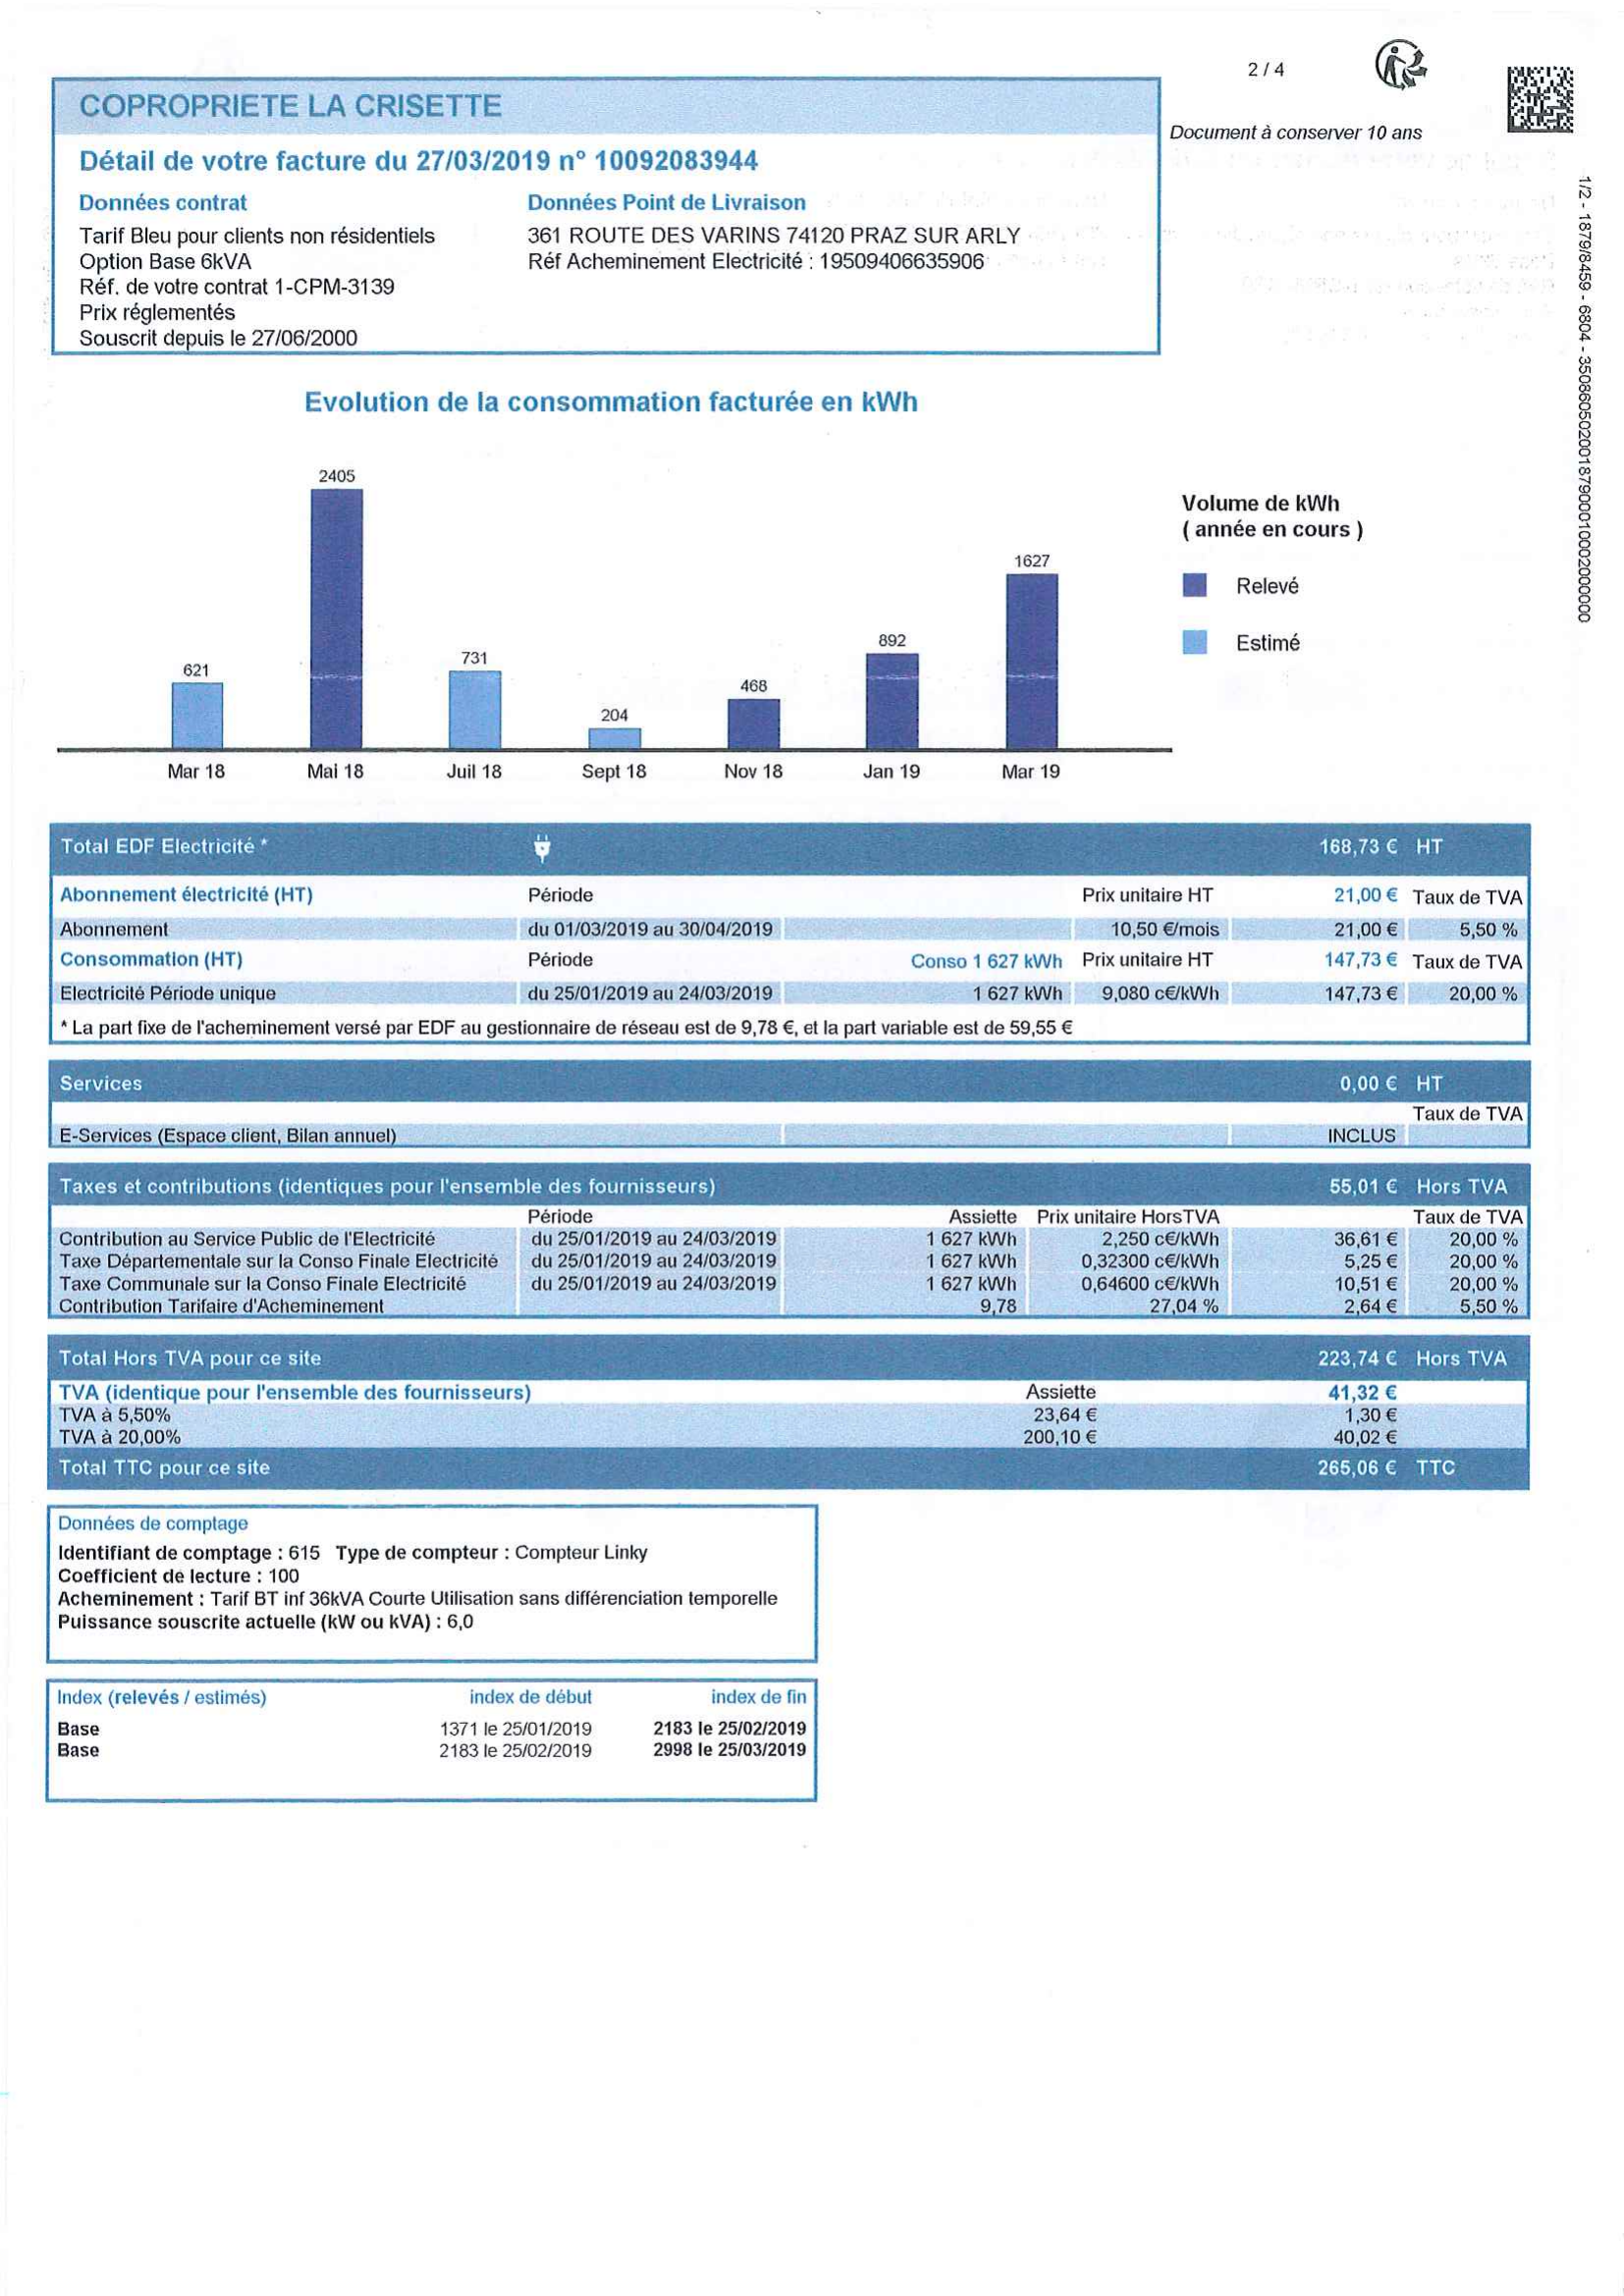 2 / 4
COPROPRIETE LA CRISETTE
Document à conserver 10 ans
Détail de votre facture du 27/03/2019 n° 10092083944
Données contrat
Tarif Bleu pour clients non résidentiels
Option Base 6kVA
Réf. de votre contrat 1-CPM-3139
Prix réglementés
Souscrit depuis le 27/06/2000
Données Point de Livraison
361 ROUTE DES VARINS 74120 PRAZ SUR ARLY
Réf Acheminement Electricité : 19509406635906
Evolution de la consommation facturée en kWh
2405
1627
892
731
621
468
204
Mar 18 Mai 18 Juil 18 Sept 18 Nov 18 Jan 19 Mar 19
Volume de kWh
( année en cours )
Relevé
Estimé
Total EDF Electricité * 168,73 € HT
Abonnement électricité (HT) Période Prix unitaire HT 21,00 € Taux de TVA
Abonnement du 01/03/2019 au 30/04/2019 10,50 €/mois 21,00 € 5,50 %
Consommation (HT) Période Conso 1 627 kWh Prix unitaire HT 147,73 € Taux de TVA
Electricité Période unique du 25/01/2019 au 24/03/2019 1 627 kWh 9,080 c€/kWh 147,73 € 20,00 %
* La part fixe de l'acheminement versé par EDF au gestionnaire de réseau est de 9,78 €, et la part variable est de 59,55 €
Services 0,00 € HT
Taux de TVA
E-Services (Espace client, Bilan annuel) INCLUS
Taxes et contributions (identiques pour l'ensemble des fournisseurs) 55,01 € Hors TVA
Période Assiette Prix unitaire HorsTVA Taux de TVA
Contribution au Service Public de l'Electricité du 25/01/2019 au 24/03/2019 1 627 kWh 2,250 c€/kWh 36,61 € 20,00 %
Taxe Départementale sur la Conso Finale Electricité du 25/01/2019 au 24/03/2019 1 627 kWh 0,32300 c€/kWh 5,25 € 20,00 %
Taxe Communale sur la Conso Finale Electricité du 25/01/2019 au 24/03/2019 1 627 kWh 0,64600 c€/kWh 10,51 € 20,00 %
Contribution Tarifaire d'Acheminement 9,78 27,04 % 2,64 € 5,50 %
Total Hors TVA pour ce site 223,74 € Hors TVA
TVA (identique pour l'ensemble des fournisseurs) Assiette 41,32 €
TVA à 5,50% 23,64 € 1,30 €
TVA à 20,00% 200,10 € 40,02 €
Total TTC pour ce site 265,06 € TTC
Données de comptage
Identifiant de comptage : 615 Type de compteur : Compteur Linky
Coefficient de lecture : 100
Acheminement : Tarif BT inf 36kVA Courte Utilisation sans différenciation temporelle
Puissance souscrite actuelle (kW ou kVA) : 6,0
Index (relevés / estimés) index de début index de fin
Base 1371 le 25/01/2019 2183 le 25/02/2019
Base 2183 le 25/02/2019 2998 le 25/03/2019